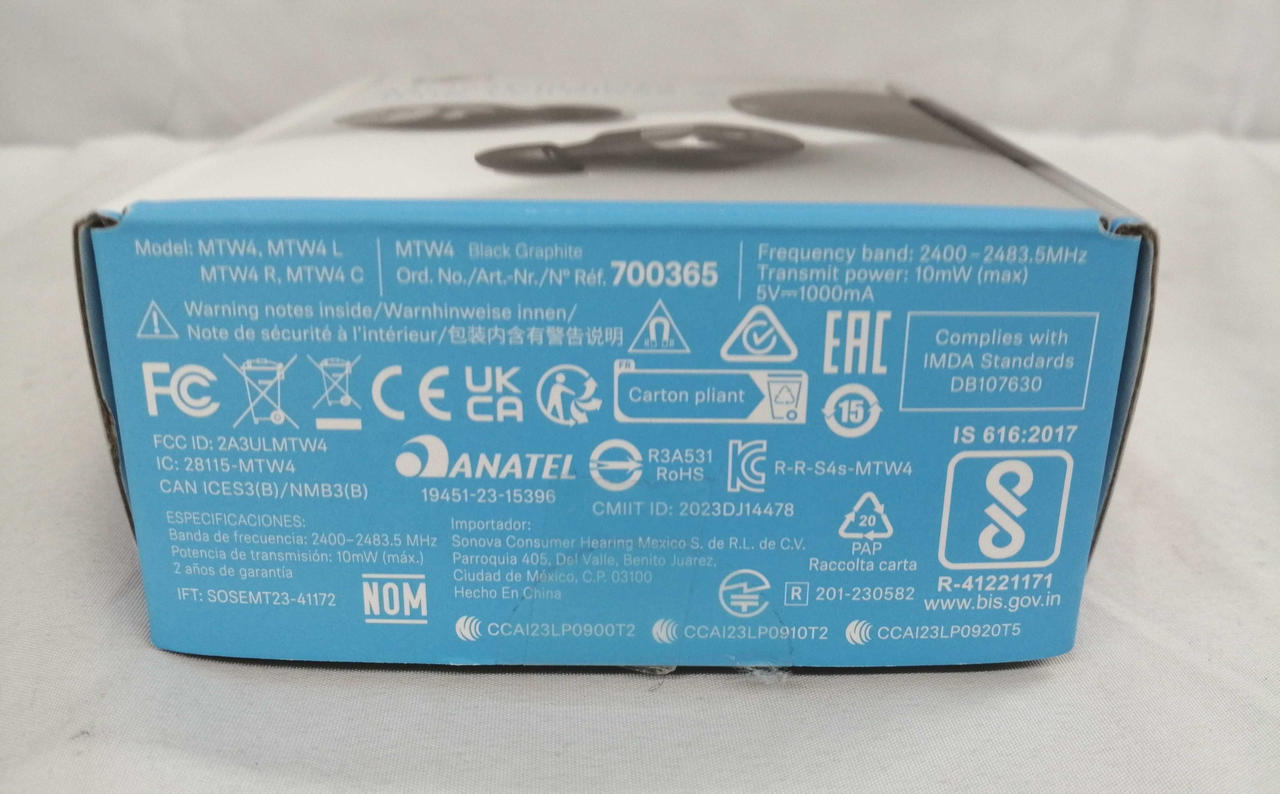 Model: MTW4, MTW4 L
MTW4 R, MTW4 C
MTW4 Black Graphite
Ord. No./Art.-Nr./N° Réf. 700365
Frequency band: 2400 - 2483.5MHz
Transmit power: 10mW (max)
5V⎓1000mA
Warning notes inside/Warnhinweise innen/
Note de sécurité à l'intérieur/包装内含有警告说明
EAC
Complies with
IMDA Standards
DB107630
FC
CE
UK
CA
FR
Carton pliant
15
FCC ID: 2A3ULMTW4
IC: 28115-MTW4
CAN ICES3(B)/NMB3(B)
ANATEL
19451-23-15396
R3A531
RoHS
R-R-S4s-MTW4
CMIIT ID: 2023DJ14478
IS 616:2017
R-41221171
www.bis.gov.in
20
PAP
Raccolta carta
ESPECIFICACIONES:
Banda de frecuencia: 2400-2483.5 MHz
Potencia de transmisión: 10mW (máx.)
2 años de garantía
IFT: SOSEMT23-41172
NOM
Importador:
Sonova Consumer Hearing Mexico S. de R.L. de C.V.
Parroquia 405, Del Valle, Benito Juarez,
Ciudad de México, C.P. 03100
Hecho En China
R 201-230582
CCAI23LP0900T2
CCAI23LP0910T2
CCAI23LP0920T5